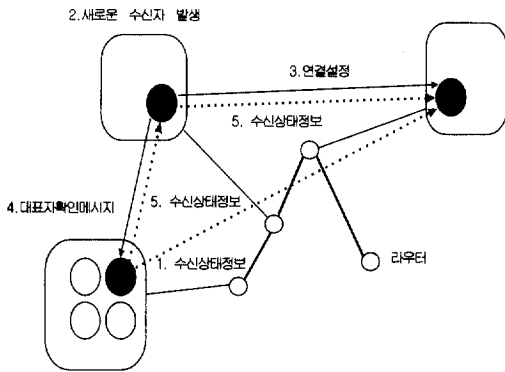 2.새로운 수신자 발생
3.연결설정
5. 수신상태정보
4.대표자확인메시지
5. 수신상태정보
1. 수신상태정보
라우터